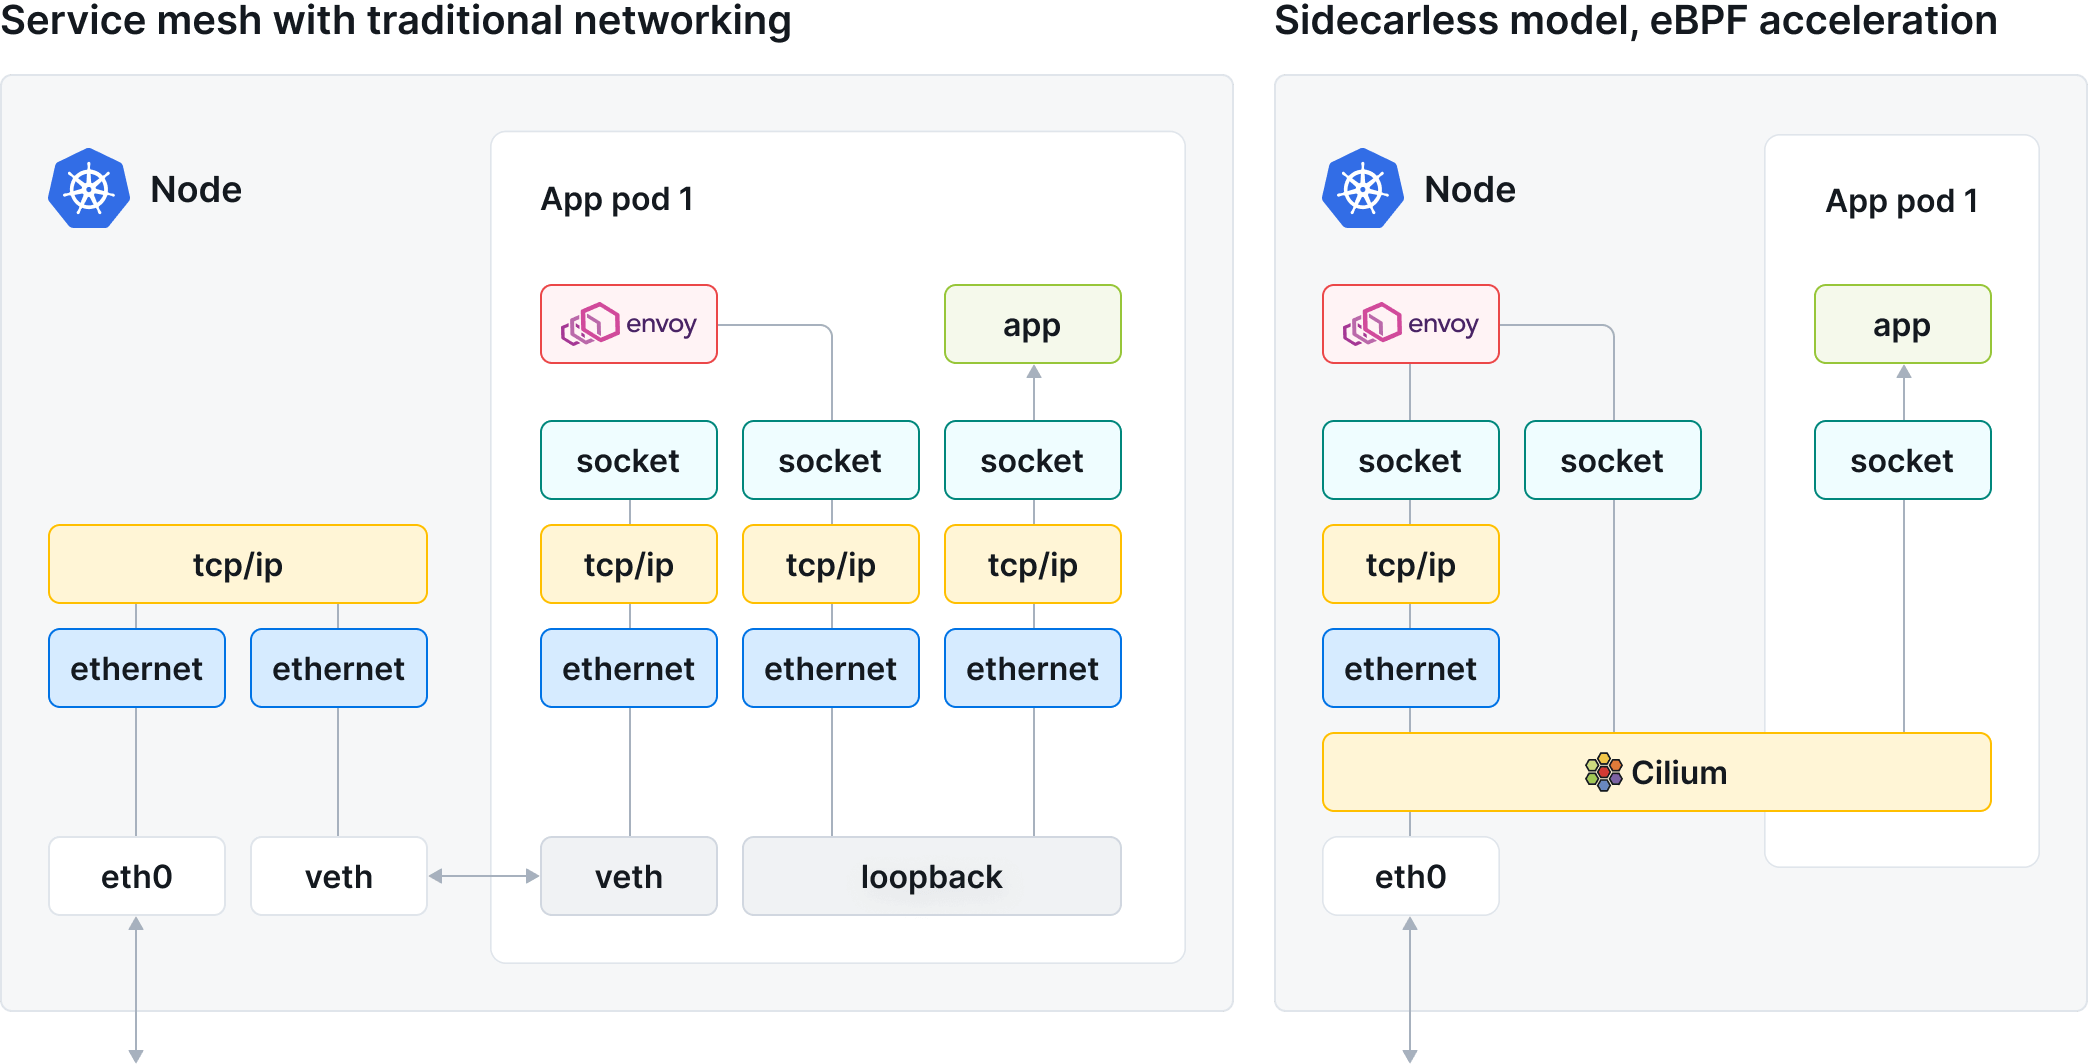 Service mesh with traditional networking
Node
App pod 1
envoy
app
socket
socket
socket
tcp/ip
tcp/ip
tcp/ip
tcp/ip
ethernet
ethernet
ethernet
ethernet
ethernet
eth0
veth
veth
loopback
Sidecarless model, eBPF acceleration
Node
App pod 1
envoy
app
socket
socket
socket
tcp/ip
ethernet
Cilium
eth0